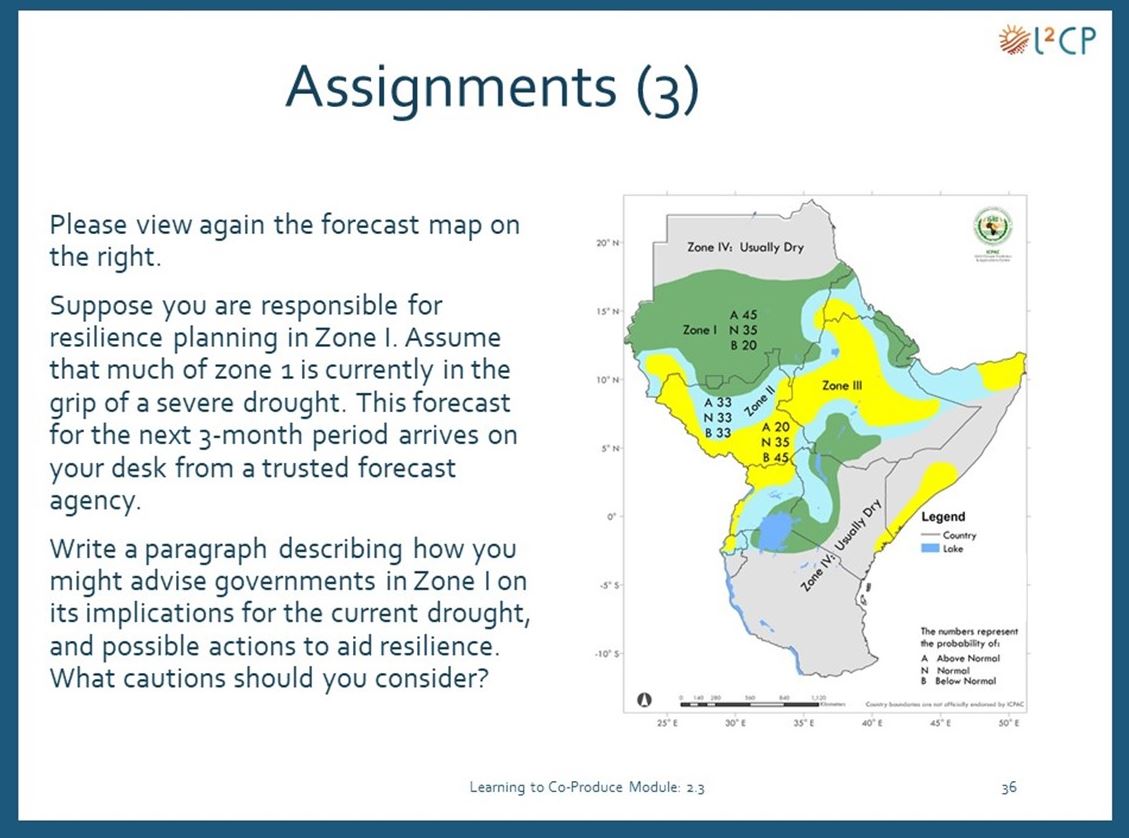 L²CP
Assignments (3)
Please view again the forecast map on
the right.
Suppose you are responsible for
resilience planning in Zone I. Assume
that much of zone 1 is currently in the
grip of a severe drought. This forecast
for the next 3-month period arrives on
your desk from a trusted forecast
agency.
Write a paragraph describing how you
might advise governments in Zone I on
its implications for the current drought,
and possible actions to aid resilience.
What cautions should you consider?
20° N
15° N
10° N
5° N
0°
-5° S
-10° S
Zone IV: Usually Dry
ICPAC
Zone I
A 45
N 35
B 20
Zone II
A 33
N 33
B 33
Zone III
A 20
N 35
B 45
Zone IV: Usually Dry
Legend
Country
Lake
The numbers represent
the probability of:
A Above Normal
N Normal
B Below Normal
0 140 280 560 840 1,120
Kilometers
Country boundaries are not officially endorsed by ICPAC
25° E 30° E 35° E 40° E 45° E 50° E
Learning to Co-Produce Module: 2.3
36